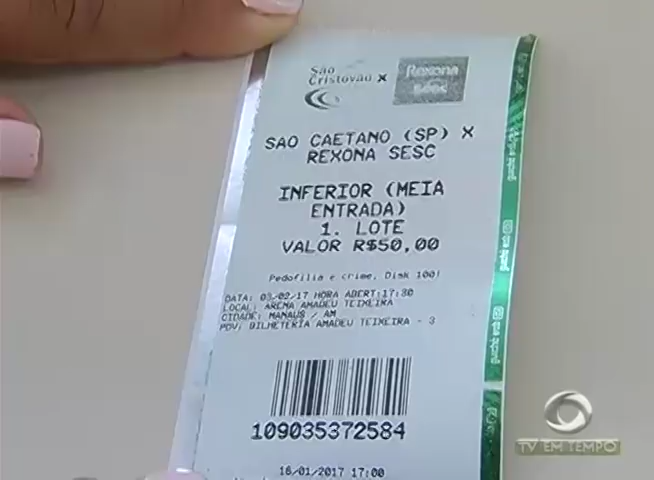 São
Cristóvão x
Rexona
Sesc
SAO CAETANO (SP) X
REXONA SESC
INFERIOR (MEIA
ENTRADA)
1. LOTE
VALOR R$50,00
Pedofilia e crime, Disk 100!
DATA: 03/02/17 HORA ABERT:17:30
LOCAL: ARENA AMADEU TEIXEIRA
CIDADE: MANAUS / AM
PDV: BILHETERIA AMADEU TEIXEIRA - 3
109035372584
16/01/2017 17:00
TV EM TEMPO